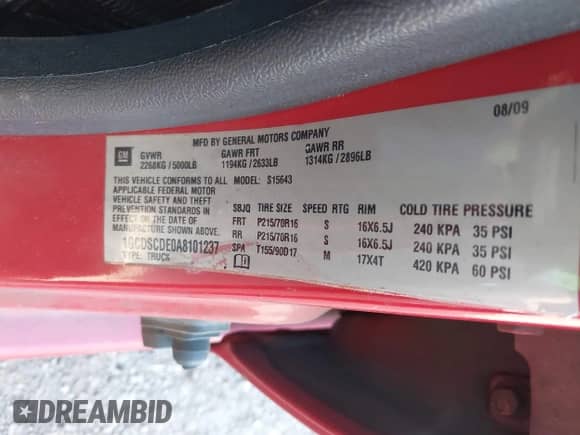 08/09
MFD BY GENERAL MOTORS COMPANY
GM GVWR GAWR FRT GAWR RR
2268KG / 5000LB 1194KG / 2633LB 1314KG / 2896LB
THIS VEHICLE CONFORMS TO ALL MODEL: S15643
APPLICABLE FEDERAL MOTOR
VEHICLE SAFETY AND THEFT
PREVENTION STANDARDS IN
EFFECT ON THE DATE OF
MANUFACTURE SHOWN ABOVE.
1GCDSCDE0A8101237
TYPE: TRUCK
SBJQ TIRE SIZE SPEED RTG RIM COLD TIRE PRESSURE
FRT P215/70R16 S 16X6.5J 240 KPA 35 PSI
RR P215/70R16 S 16X6.5J 240 KPA 35 PSI
SPA T155/90D17 M 17X4T 420 KPA 60 PSI
DREAMBID